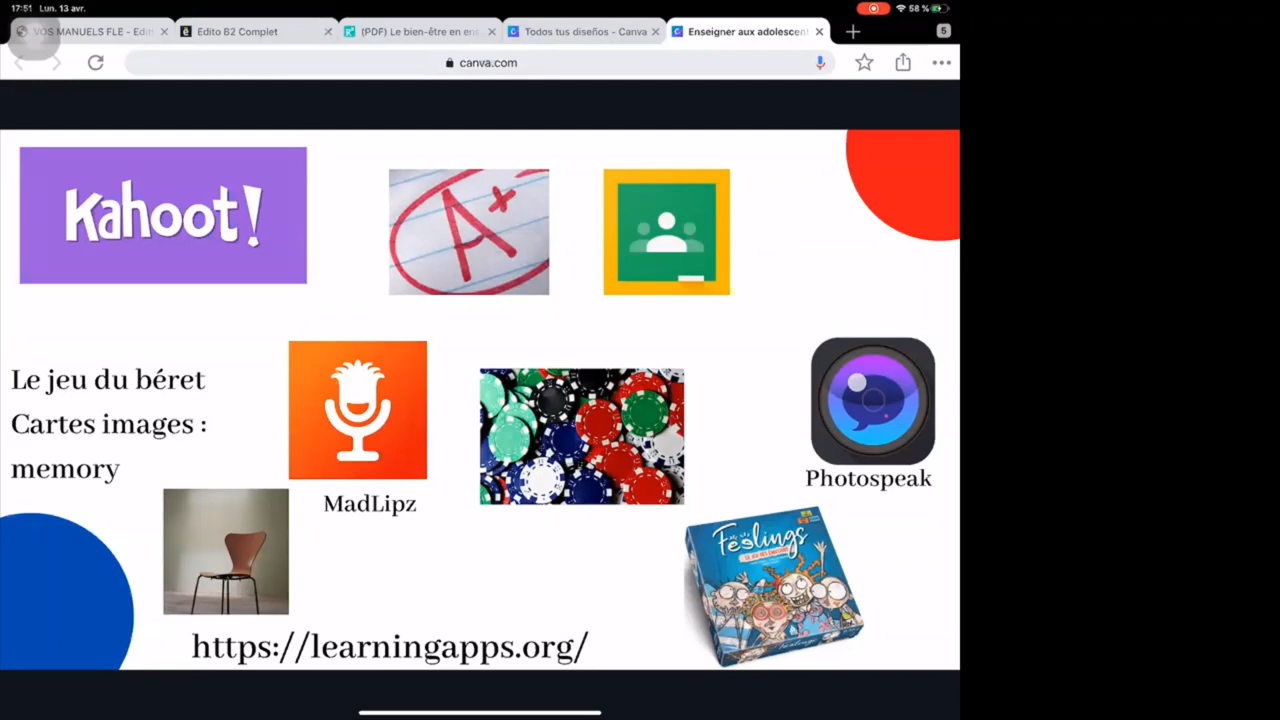 17:51 Lun. 13 avr.
58 %
VOS MANUELS FLE - Edit
Edito B2 Complet
(PDF) Le bien-être en en
Todos tus diseños - Canva
Enseigner aux adolescent
5
canva.com
Kahoot!
A+
Le jeu du béret
Cartes images :
memory
MadLipz
Photospeak
Feelings
https://learningapps.org/